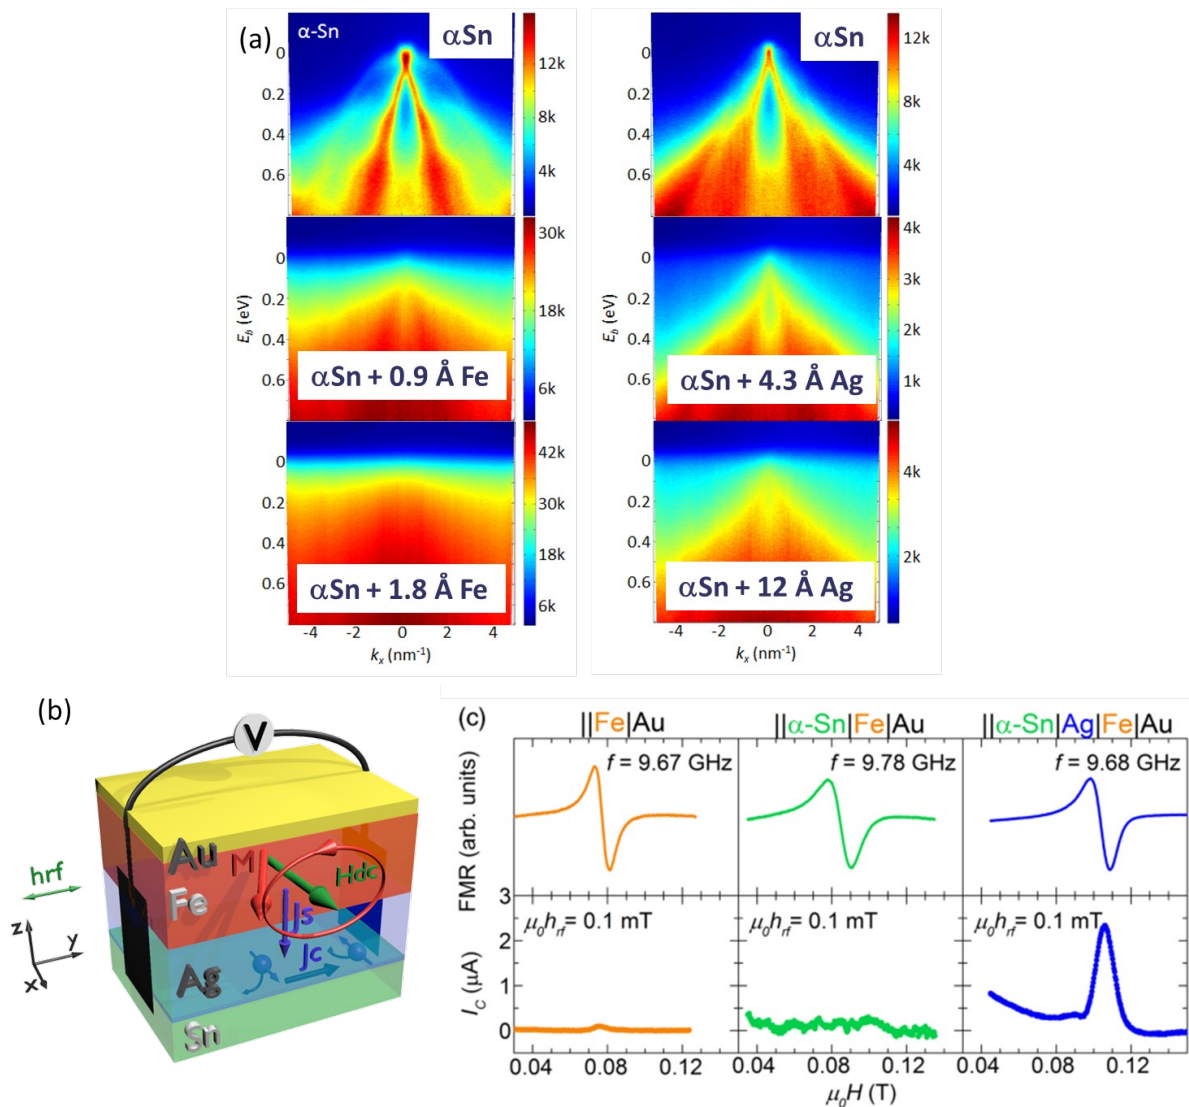 (a)
α-Sn
αSn
0
0.2
0.4
0.6
12k
8k
4k
αSn
0
0.2
0.4
0.6
12k
8k
4k
0
0.2
0.4
0.6
E_b (eV)
αSn + 0.9 Å Fe
30k
18k
6k
0
0.2
0.4
0.6
E_b (eV)
αSn + 4.3 Å Ag
4k
3k
2k
1k
0
0.2
0.4
0.6
αSn + 1.8 Å Fe
42k
30k
18k
6k
-4 -2 0 2 4
k_x (nm⁻¹)
0
0.2
0.4
0.6
αSn + 12 Å Ag
4k
2k
-4 -2 0 2 4
k_x (nm⁻¹)
(b)
V
Au
M
Hdc
hrf
Fe
Js
Jc
z
y
x
Ag
Sn
(c)
||Fe|Au
||α-Sn|Fe|Au
||α-Sn|Ag|Fe|Au
FMR (arb. units)
f = 9.67 GHz
f = 9.78 GHz
f = 9.68 GHz
I_C (μA)
3
2
1
0
μ₀h_rf = 0.1 mT
μ₀h_rf = 0.1 mT
μ₀h_rf = 0.1 mT
0.04 0.08 0.12
0.04 0.08 0.12
0.04 0.08 0.12
μ₀H (T)